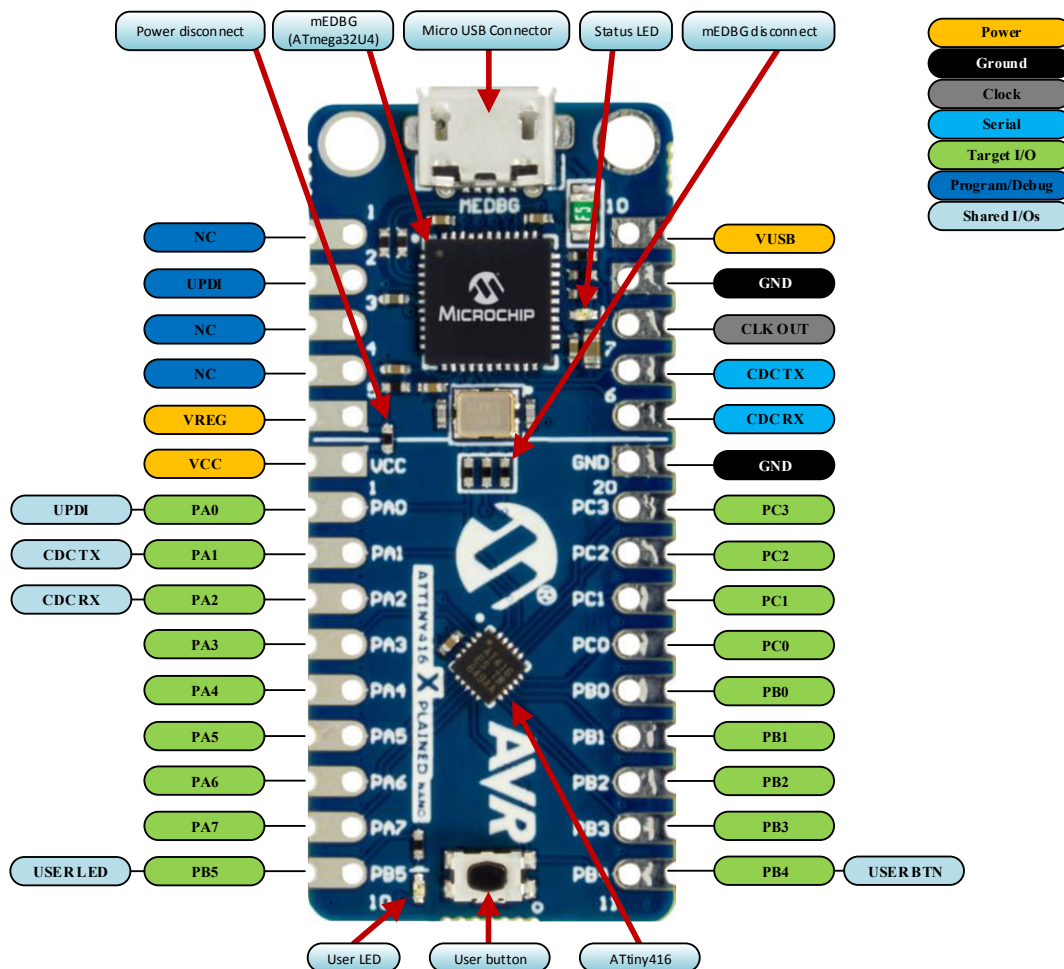 Power disconnect
mEDBG
(ATmega32U4)
Micro USB Connector
Status LED
mEDBG disconnect
Power
Ground
Clock
Serial
Target I/O
Program/Debug
Shared I/Os
MEDBG
1
10
NC
VUSB
2
UPDI
GND
3
MICROCHIP
NC
CLK OUT
4
7
NC
CDC TX
6
VREG
CDC RX
VCC
VCC
GND
GND
1
20
UPDI
PA0
PA0
PC3
PC3
CDC TX
PA1
PA1
PC2
PC2
CDC RX
PA2
PA2
PC1
PC1
®
PA3
PA3
PC0
PC0
PA4
PA4
PB0
PB0
ATTINY416 XPLAINED NANO
PA5
PA5
PB1
PB1
AVR
PA6
PA6
PB2
PB2
PA7
PA7
PB3
PB3
USER LED
PB5
PB5
PB4
USER BTN
10
11
User LED
User button
ATtiny416